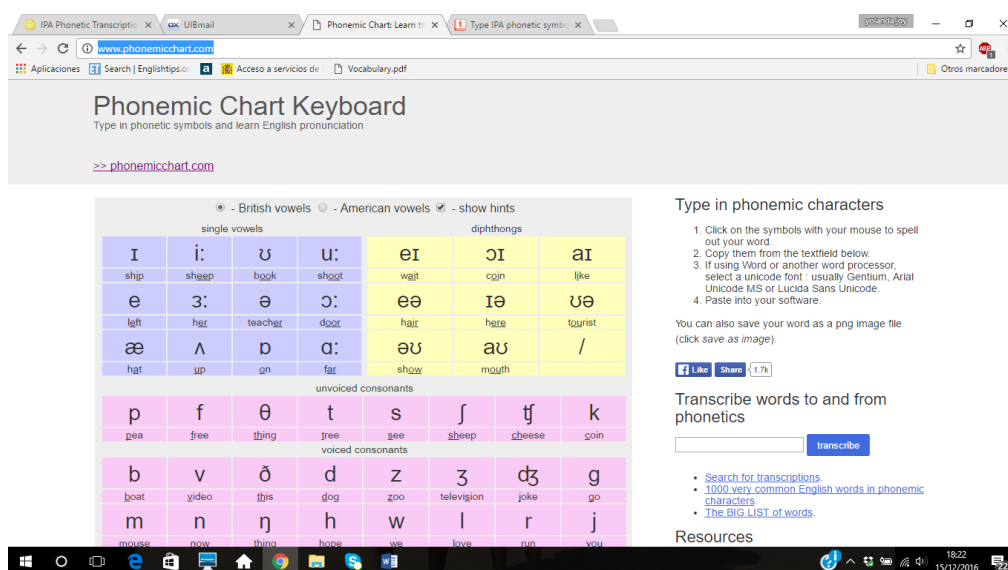 IPA Phonetic Transcriptio
UIBmail
Phonemic Chart: Learn th
Type IPA phonetic symbo
yolanda joy
www.phonemicchart.com
ABP
1
Aplicaciones
Search | Englishtips.or
a
Acceso a servicios de
Vocabulary.pdf
Otros marcadores
Phonemic Chart Keyboard
Type in phonetic symbols and learn English pronunciation
>> phonemicchart.com
- British vowels - American vowels - show hints
single vowels diphthongs
ɪ i: ʊ u: eɪ ɔɪ aɪ
ship sheep book shoot wait coin like
e ɜ: ə ɔ: eə ɪə ʊə
left her teacher door hair here tourist
æ ʌ ɒ ɑ: əʊ aʊ /
hat up on far show mouth
unvoiced consonants
p f θ t s ʃ ʧ k
pea free thing tree see sheep cheese coin
voiced consonants
b v ð d z ʒ ʤ g
boat video this dog zoo television joke go
m n ŋ h w l r j
mouse now thing hope we love run you
Type in phonemic characters
1. Click on the symbols with your mouse to spell
out your word.
2. Copy them from the textfield below.
3. If using Word or another word processor,
select a unicode font : usually Gentium, Arial
Unicode MS or Lucida Sans Unicode.
4. Paste into your software.
You can also save your word as a png image file
(click save as image).
Like Share 1.7k
Transcribe words to and from
phonetics
transcribe
Search for transcriptions.
1000 very common English words in phonemic
characters.
The BIG LIST of words.
Resources
18:22
15/12/2016